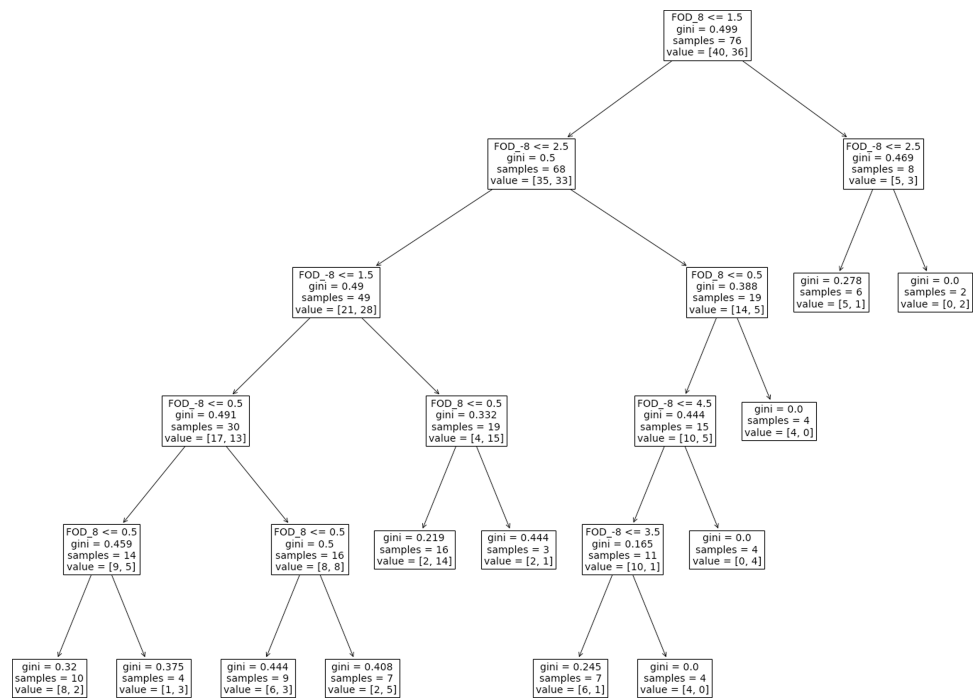 FOD_8 <= 1.5
gini = 0.499
samples = 76
value = [40, 36]
FOD_-8 <= 2.5
gini = 0.5
samples = 68
value = [35, 33]
FOD_-8 <= 2.5
gini = 0.469
samples = 8
value = [5, 3]
FOD_-8 <= 1.5
gini = 0.49
samples = 49
value = [21, 28]
FOD_8 <= 0.5
gini = 0.388
samples = 19
value = [14, 5]
gini = 0.278
samples = 6
value = [5, 1]
gini = 0.0
samples = 2
value = [0, 2]
FOD_-8 <= 0.5
gini = 0.491
samples = 30
value = [17, 13]
FOD_8 <= 0.5
gini = 0.332
samples = 19
value = [4, 15]
FOD_-8 <= 4.5
gini = 0.444
samples = 15
value = [10, 5]
gini = 0.0
samples = 4
value = [4, 0]
FOD_8 <= 0.5
gini = 0.459
samples = 14
value = [9, 5]
FOD_8 <= 0.5
gini = 0.5
samples = 16
value = [8, 8]
gini = 0.219
samples = 16
value = [2, 14]
gini = 0.444
samples = 3
value = [2, 1]
FOD_-8 <= 3.5
gini = 0.165
samples = 11
value = [10, 1]
gini = 0.0
samples = 4
value = [0, 4]
gini = 0.32
samples = 10
value = [8, 2]
gini = 0.375
samples = 4
value = [1, 3]
gini = 0.444
samples = 9
value = [6, 3]
gini = 0.408
samples = 7
value = [2, 5]
gini = 0.245
samples = 7
value = [6, 1]
gini = 0.0
samples = 4
value = [4, 0]